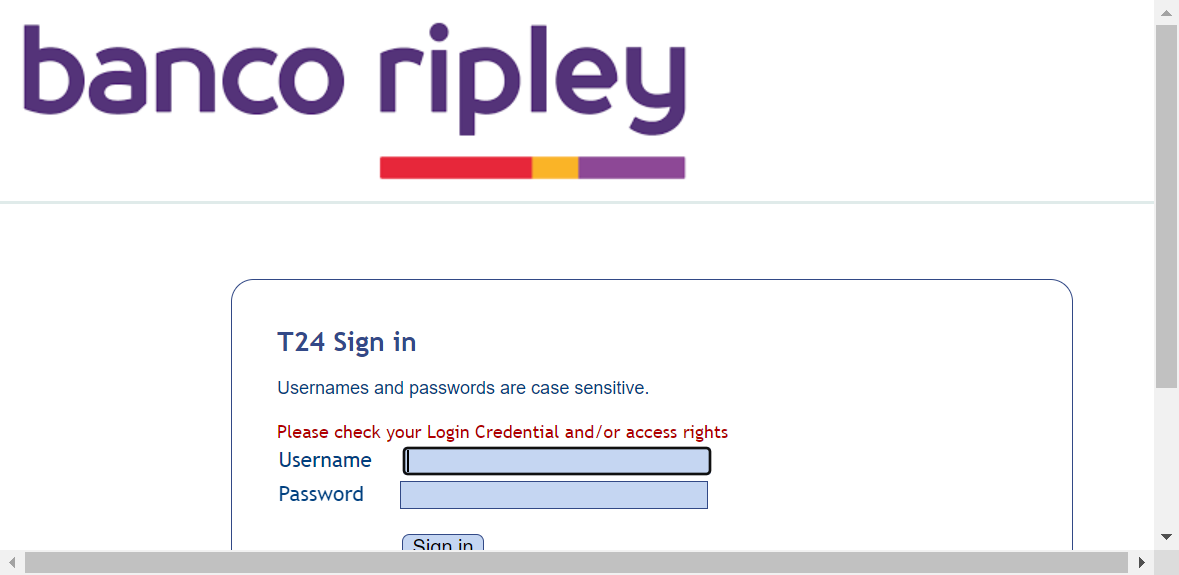 banco ripley
T24 Sign in
Usernames and passwords are case sensitive.
Please check your Login Credential and/or access rights
Username
Password
Sign in